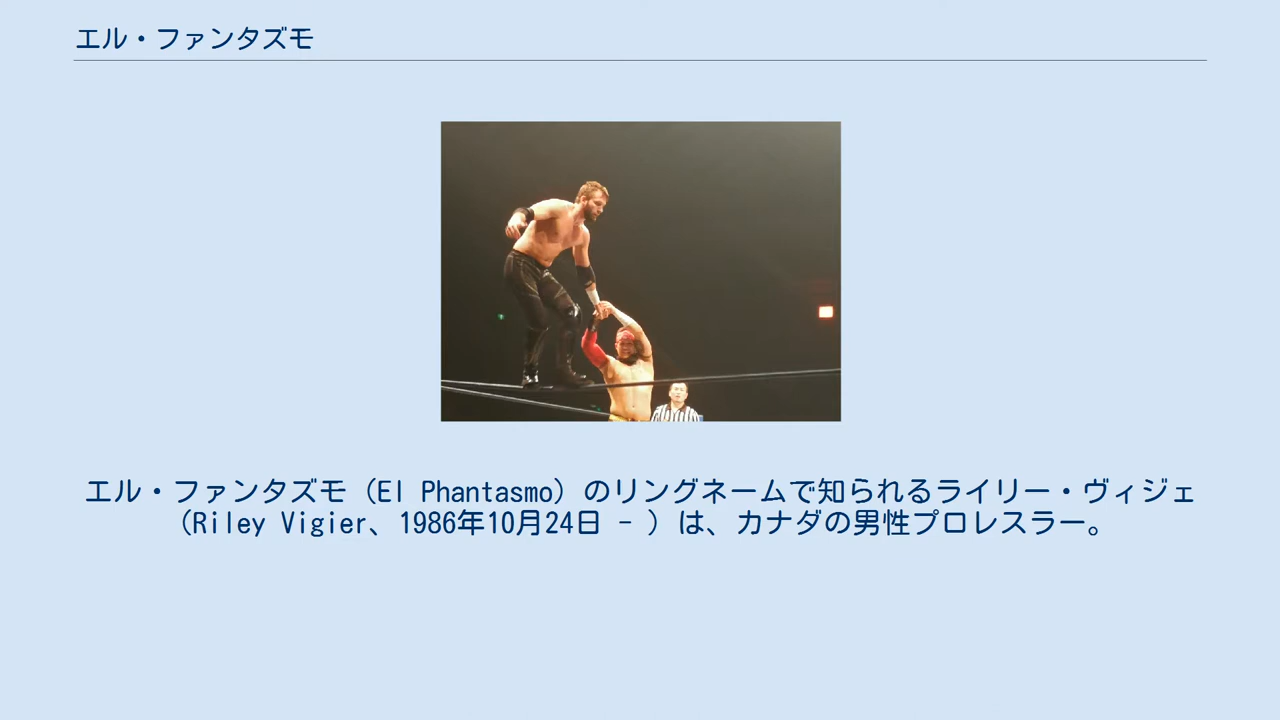 エル・ファンタズモ
エル・ファンタズモ（El Phantasmo）のリングネームで知られるライリー・ヴィジェ
（Riley Vigier、1986年10月24日 - ）は、カナダの男性プロレスラー。